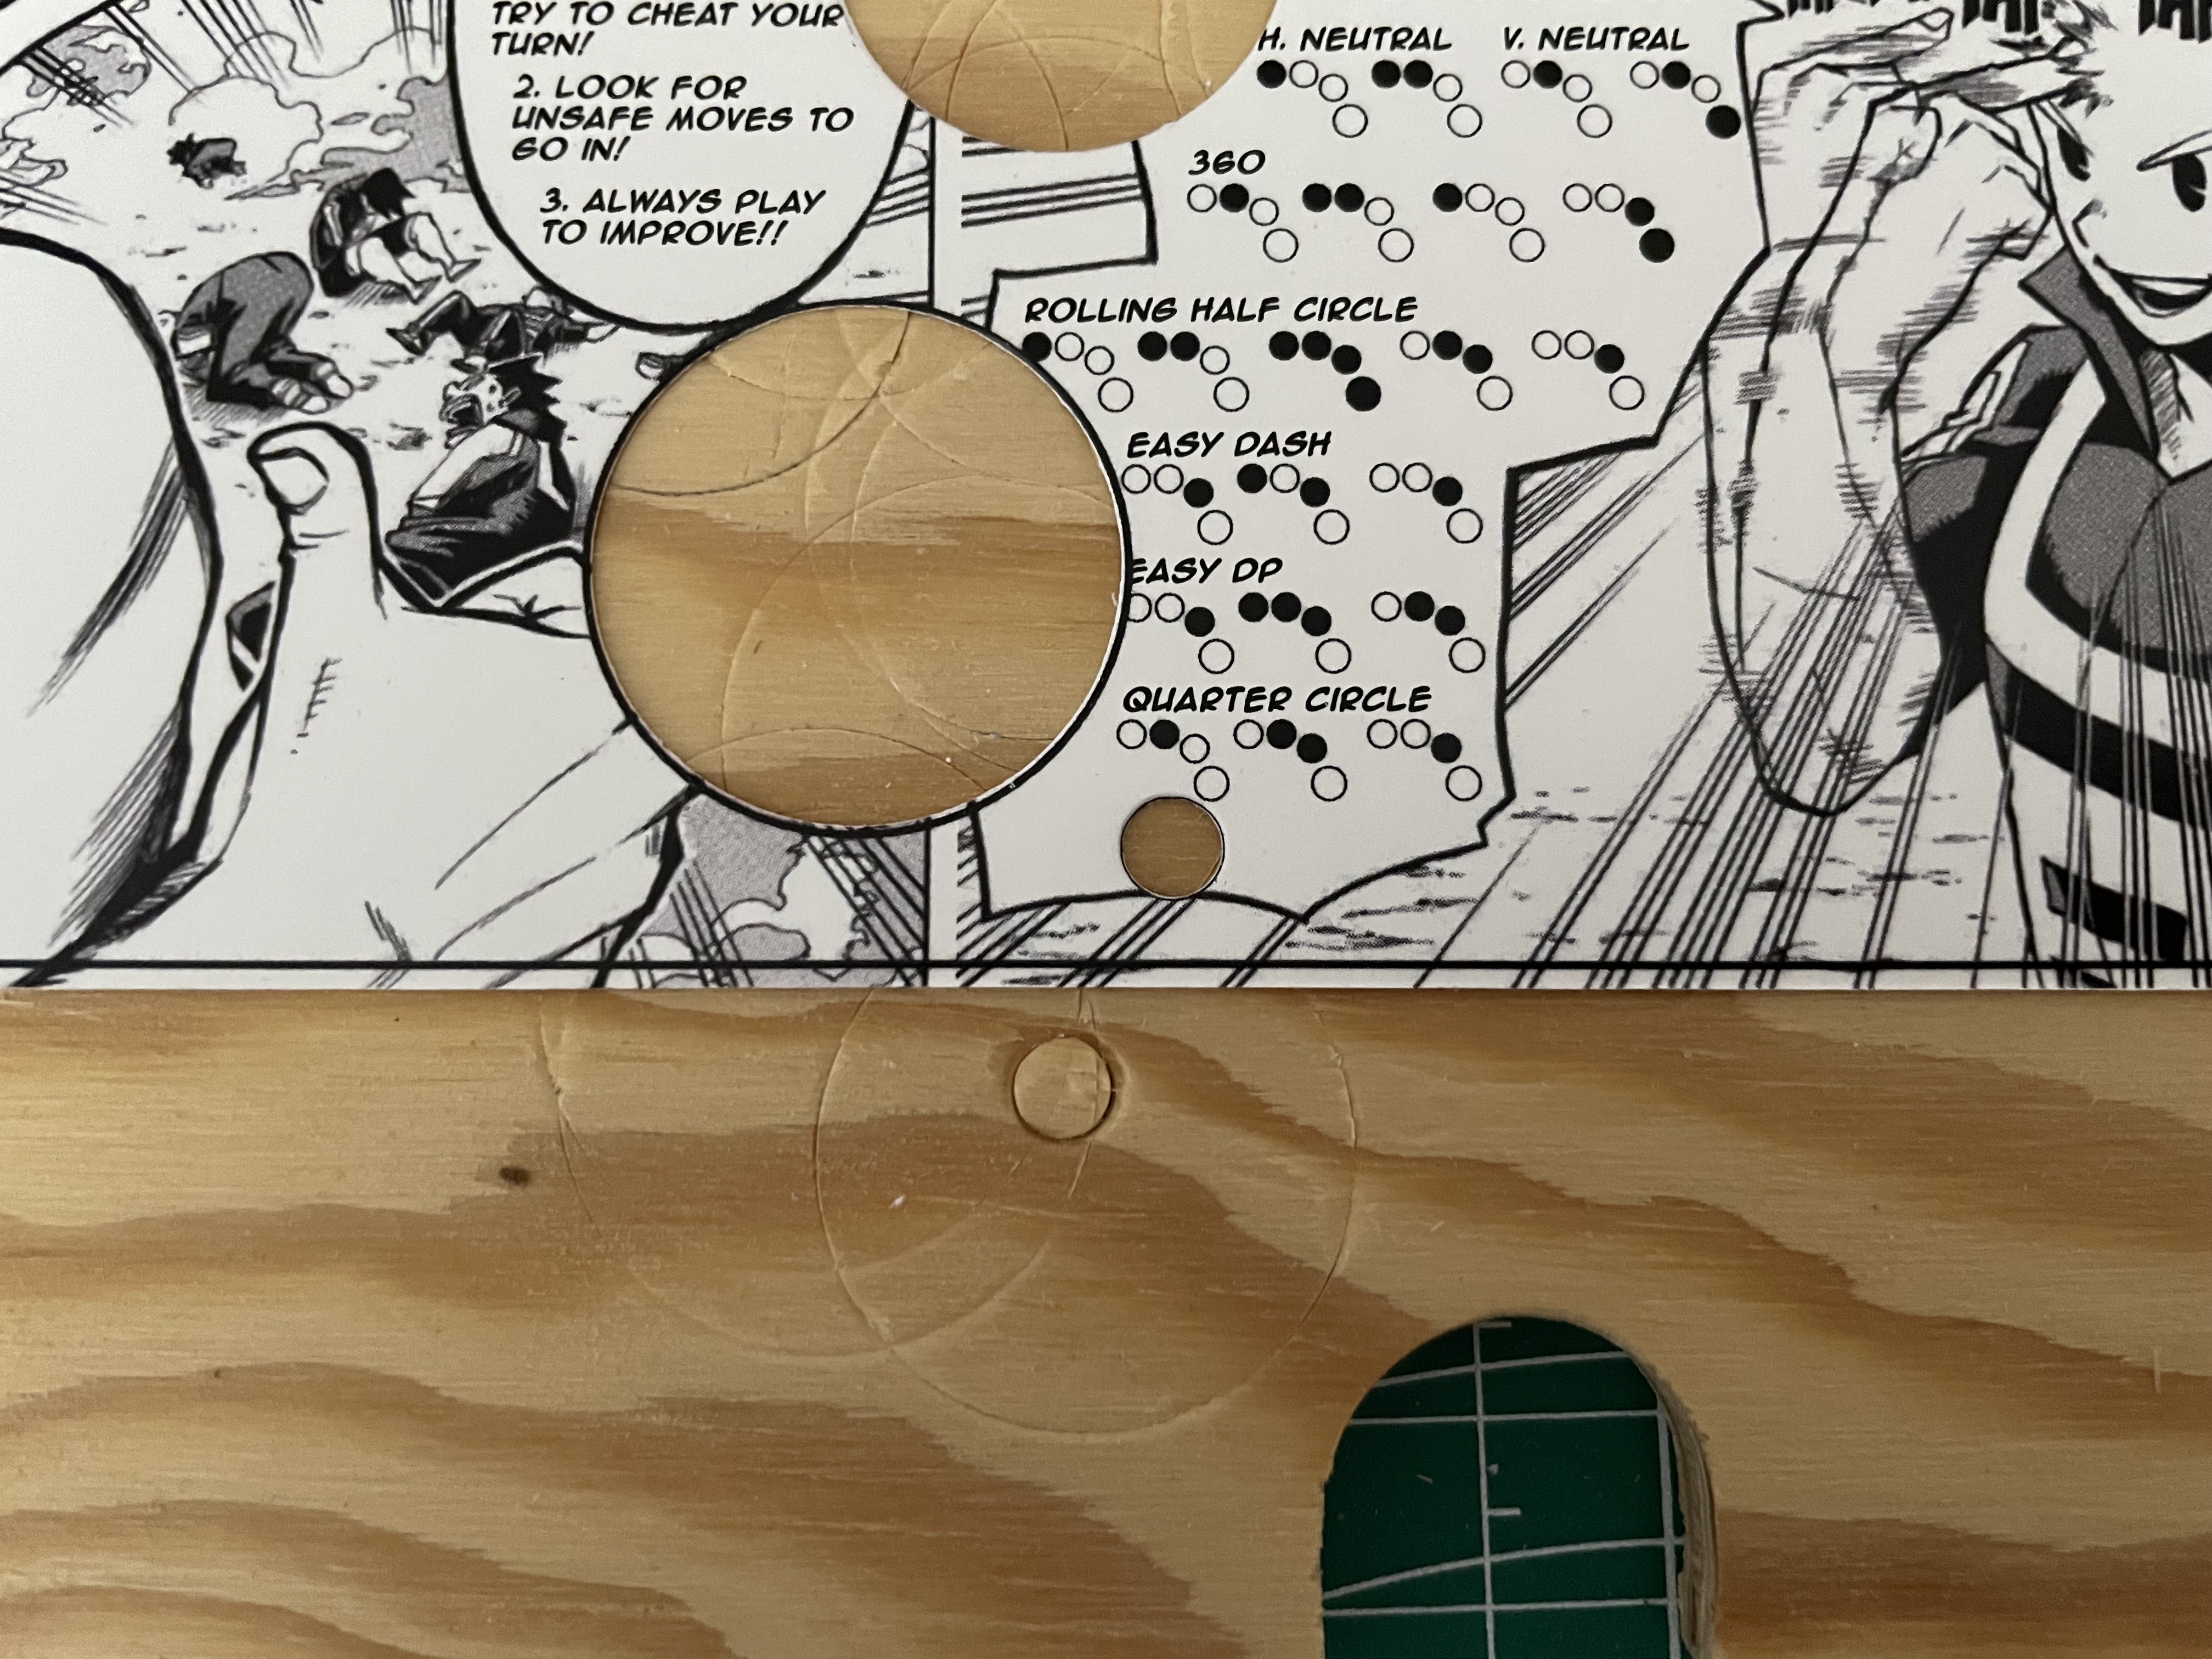 TRY TO CHEAT YOUR
TURN!
2. LOOK FOR
UNSAFE MOVES TO
GO IN!
3. ALWAYS PLAY
TO IMPROVE!!
H. NEUTRAL V. NEUTRAL
360
ROLLING HALF CIRCLE
EASY DASH
EASY DP
QUARTER CIRCLE